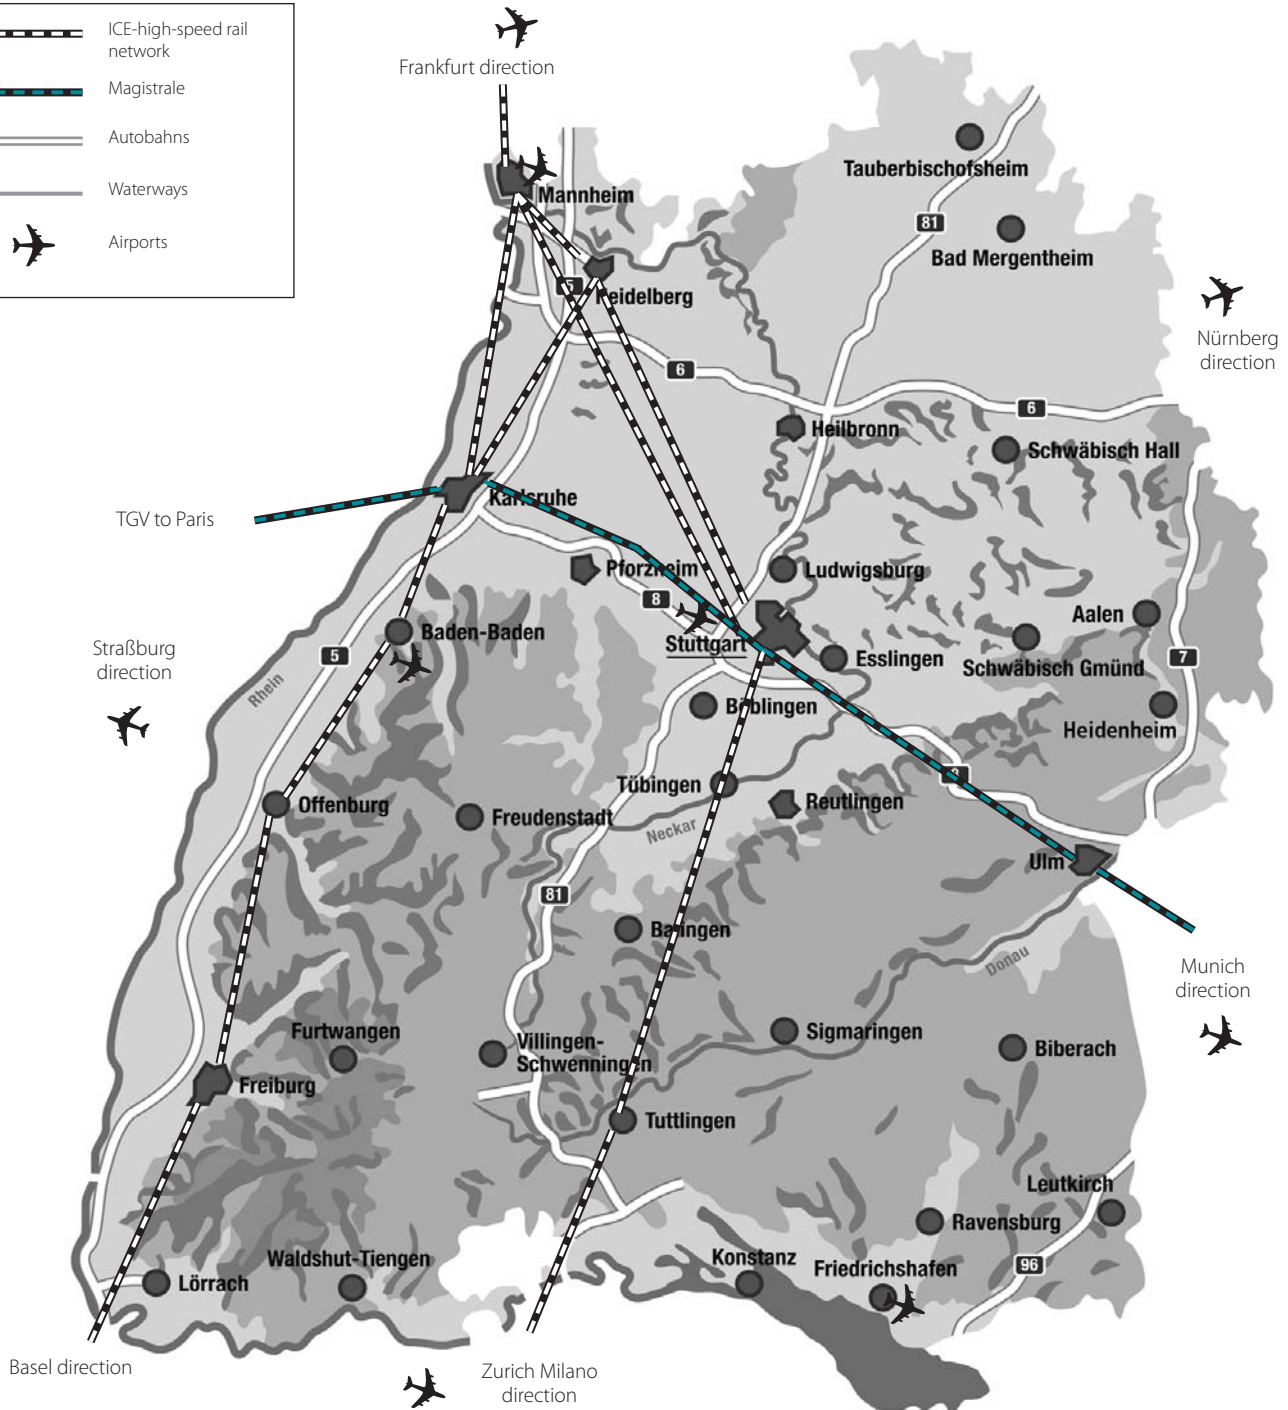 ICE-high-speed rail
network
Magistrale
Autobahns
Waterways
Airports
Frankfurt direction
Mannheim
Tauberbischofsheim
81
Bad Mergentheim
5
Heidelberg
Nürnberg
direction
6
6
Heilbronn
Schwäbisch Hall
Karlsruhe
TGV to Paris
Pforzheim
Ludwigsburg
8
Aalen
Baden-Baden
Stuttgart
Esslingen
Schwäbisch Gmünd
7
Straßburg
direction
5
Rhein
Böblingen
Heidenheim
8
Tübingen
Reutlingen
Offenburg
Freudenstadt
Neckar
Ulm
81
Balingen
Donau
Munich
direction
Furtwangen
Villingen-
Schwenningen
Sigmaringen
Biberach
Freiburg
Tuttlingen
Leutkirch
Ravensburg
Waldshut-Tiengen
Konstanz
Friedrichshafen
96
Lörrach
Basel direction
Zurich Milano
direction